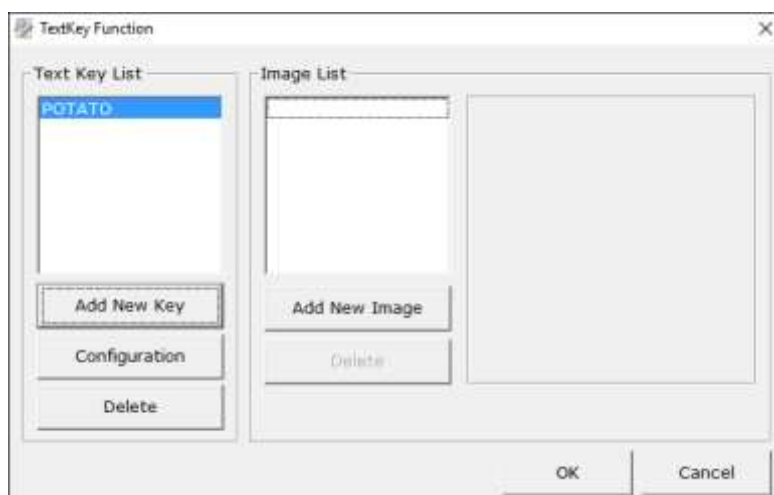 TextKey Function
Text Key List
POTATO
Add New Key
Configuration
Delete
Image List
Add New Image
Delete
OK
Cancel